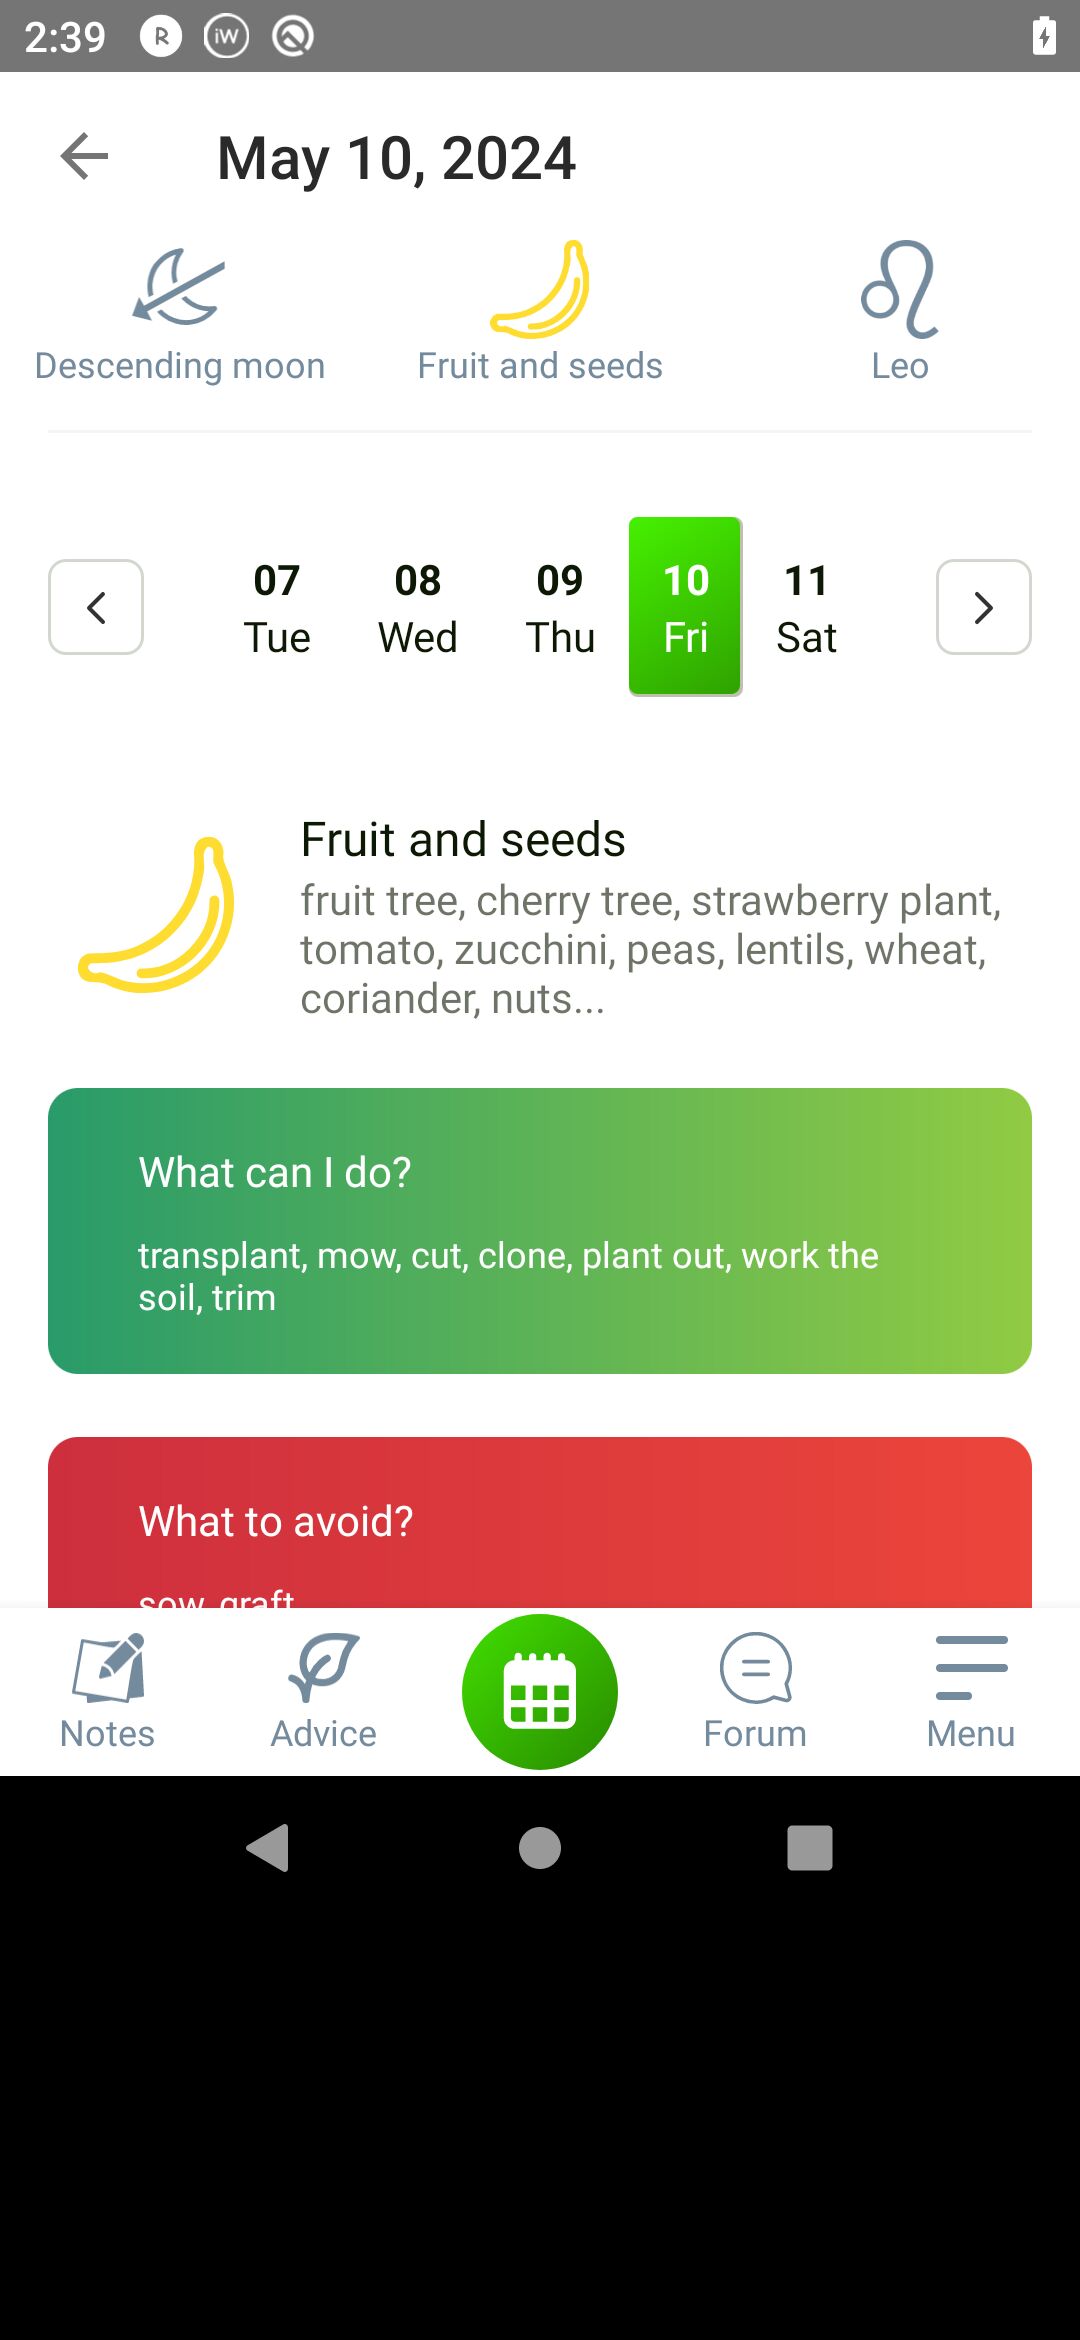 2:39
R
iW
May 10, 2024
Descending moon
Fruit and seeds
Leo
07
Tue
08
Wed
09
Thu
10
Fri
11
Sat
Fruit and seeds
fruit tree, cherry tree, strawberry plant,
tomato, zucchini, peas, lentils, wheat,
coriander, nuts...
What can I do?
transplant, mow, cut, clone, plant out, work the
soil, trim
What to avoid?
sow, graft
Notes
Advice
Forum
Menu